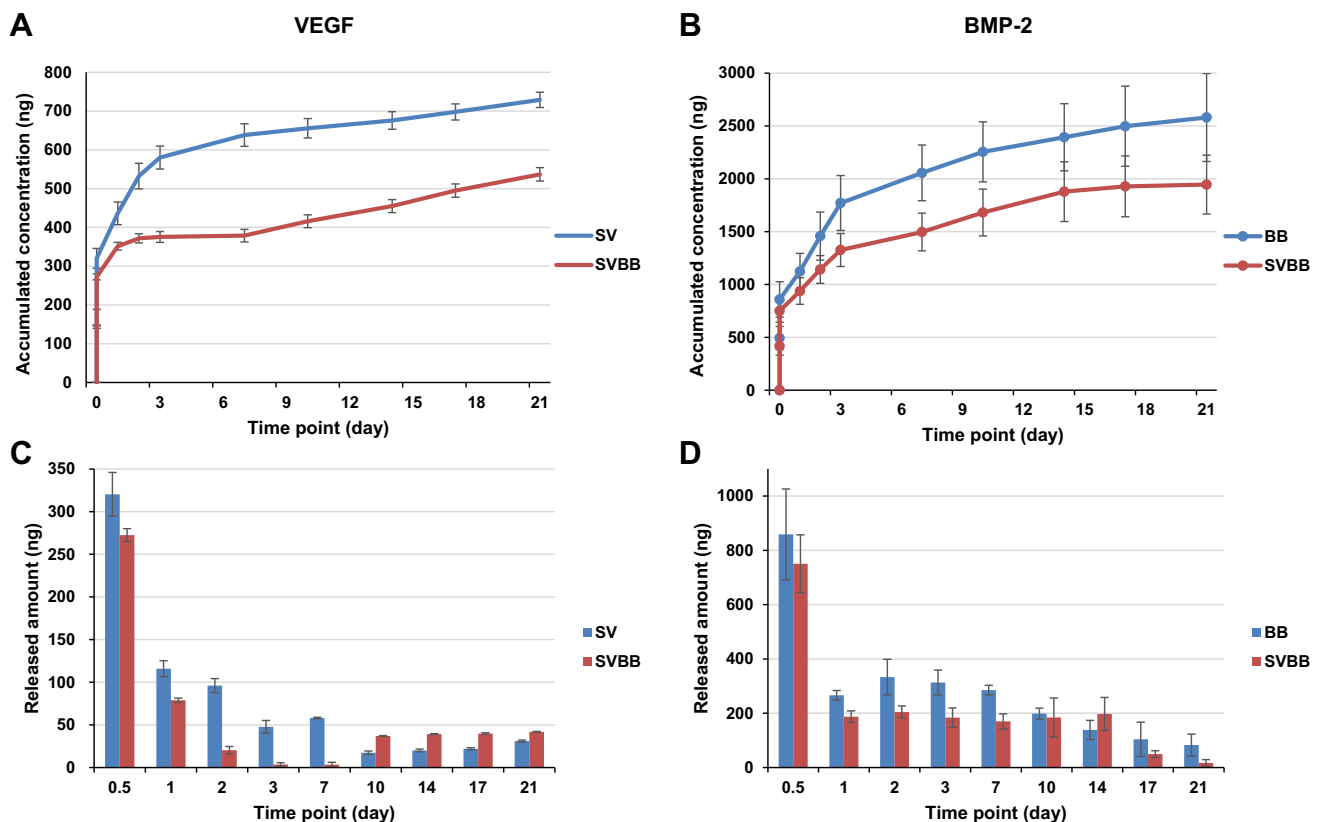 A
VEGF
Accumulated concentration (ng)
800
700
600
500
400
300
200
100
0
0 3 6 9 12 15 18 21
Time point (day)
SV
SVBB
B
BMP-2
Accumulated concentration (ng)
3000
2500
2000
1500
1000
500
0
0 3 6 9 12 15 18 21
Time point (day)
BB
SVBB
C
Released amount (ng)
350
300
250
200
150
100
50
0
0.5 1 2 3 7 10 14 17 21
Time point (day)
SV
SVBB
D
Released amount (ng)
1000
800
600
400
200
0
0.5 1 2 3 7 10 14 17 21
Time point (day)
BB
SVBB